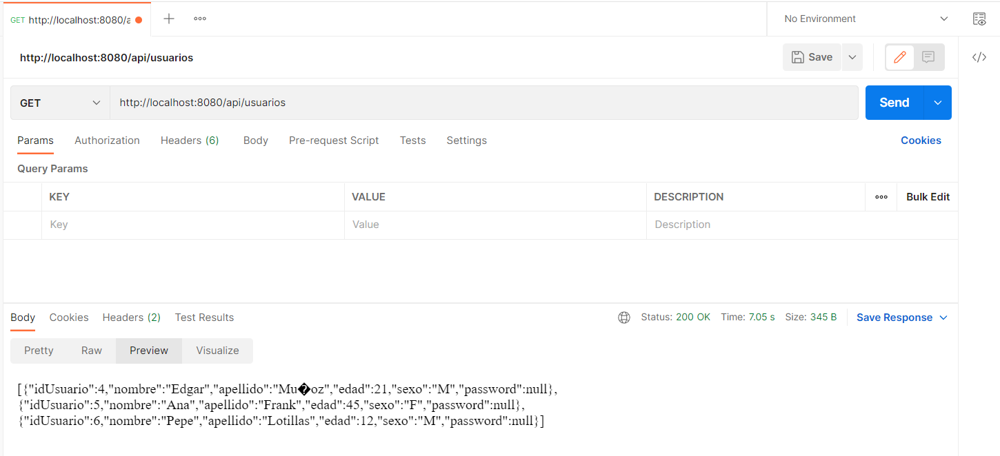 GET http://localhost:8080/a
No Environment
http://localhost:8080/api/usuarios
Save
GET http://localhost:8080/api/usuarios Send
Params Authorization Headers (6) Body Pre-request Script Tests Settings Cookies
Query Params
KEY VALUE DESCRIPTION Bulk Edit
Key Value Description
Body Cookies Headers (2) Test Results Status: 200 OK Time: 7.05 s Size: 345 B Save Response
Pretty Raw Preview Visualize
[{"idUsuario":4,"nombre":"Edgar","apellido":"Mu�oz","edad":21,"sexo":"M","password":null},
{"idUsuario":5,"nombre":"Ana","apellido":"Frank","edad":45,"sexo":"F","password":null},
{"idUsuario":6,"nombre":"Pepe","apellido":"Lotillas","edad":12,"sexo":"M","password":null}]